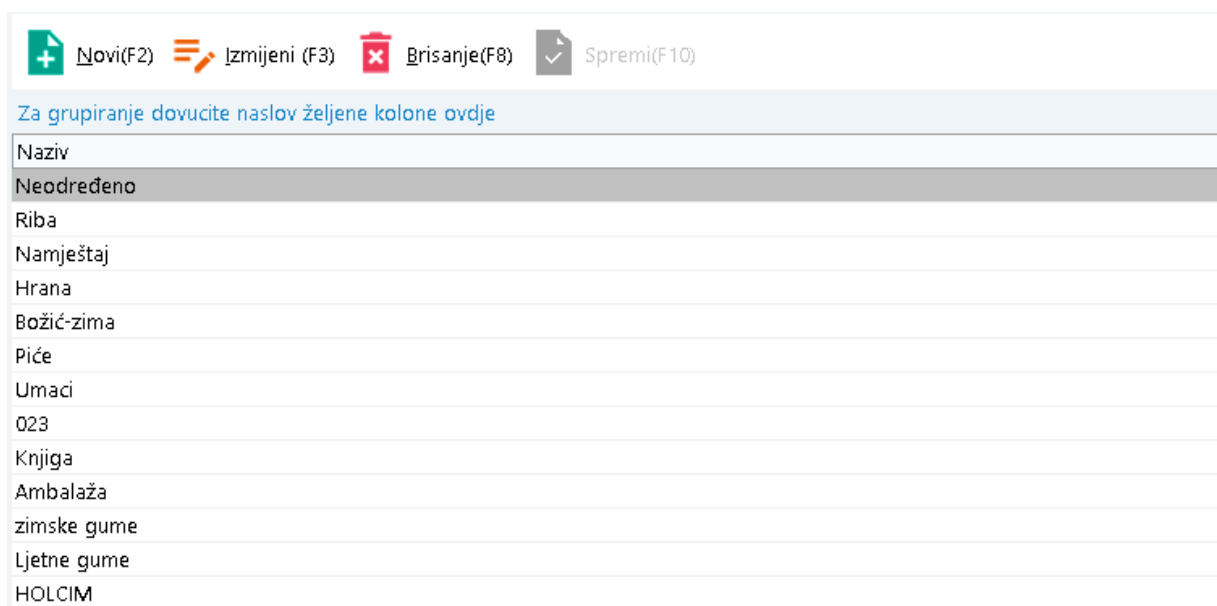 Novi(F2) Izmijeni (F3) Brisanje(F8) Spremi(F10)
Za grupiranje dovucite naslov željene kolone ovdje
Naziv
Neodređeno
Riba
Namještaj
Hrana
Božić-zima
Piće
Umaci
023
Knjiga
Ambalaža
zimske gume
Ljetne gume
HOLCIM